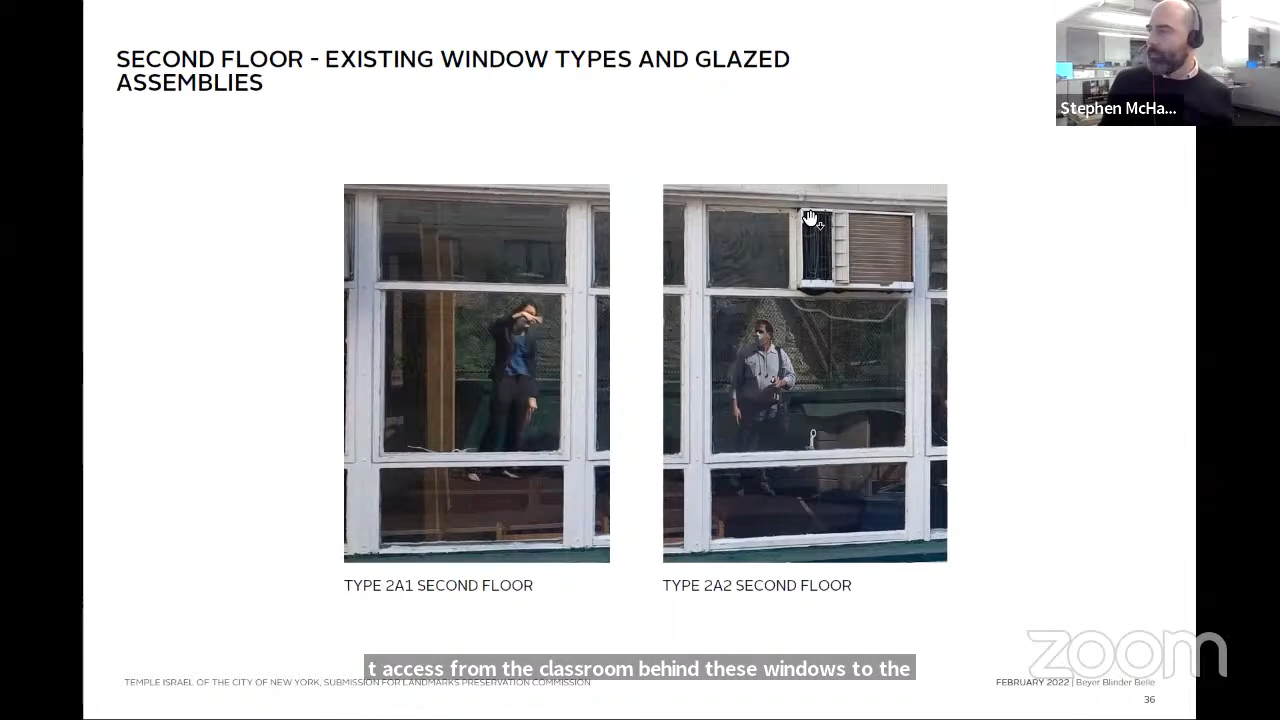 SECOND FLOOR - EXISTING WINDOW TYPES AND GLAZED
ASSEMBLIES
Stephen McHa...
TYPE 2A1 SECOND FLOOR
TYPE 2A2 SECOND FLOOR
zoom
t access from the classroom behind these windows to the
TEMPLE ISRAEL OF THE CITY OF NEW YORK, SUBMISSION FOR LANDMARKS PRESERVATION COMMISSION
FEBRUARY 2022 | Beyer Blinder Belle
36